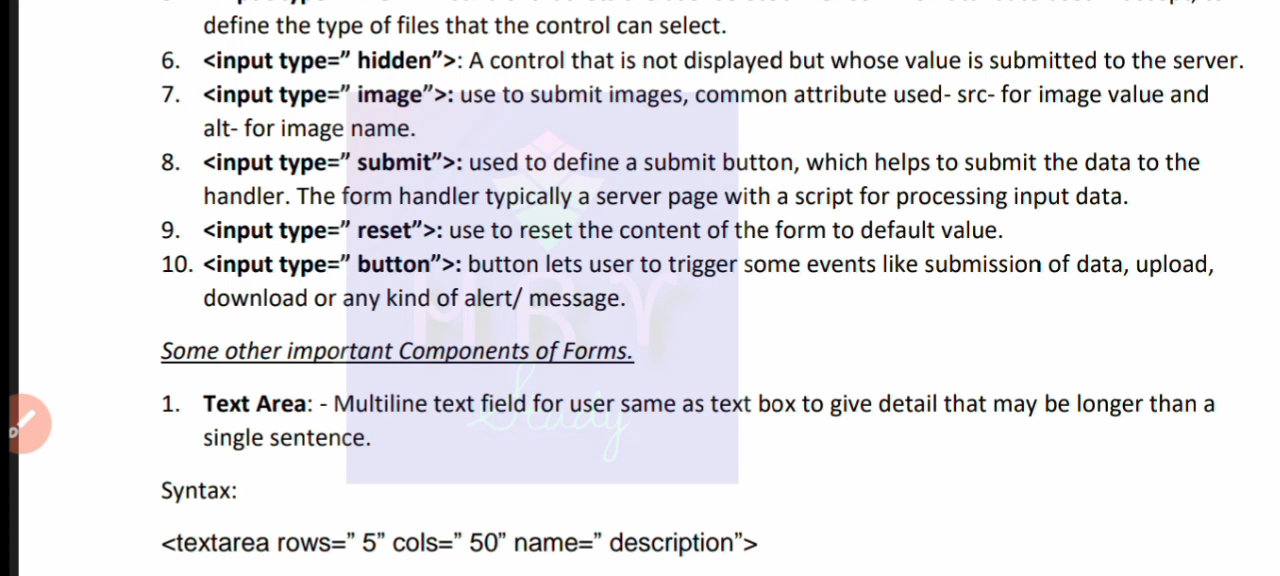 define the type of files that the control can select.
6. <input type=” hidden”>: A control that is not displayed but whose value is submitted to the server.
7. <input type=” image”>: use to submit images, common attribute used- src- for image value and
alt- for image name.
8. <input type=” submit”>: used to define a submit button, which helps to submit the data to the
handler. The form handler typically a server page with a script for processing input data.
9. <input type=” reset”>: use to reset the content of the form to default value.
10. <input type=” button”>: button lets user to trigger some events like submission of data, upload,
download or any kind of alert/ message.
Some other important Components of Forms.
1. Text Area: - Multiline text field for user same as text box to give detail that may be longer than a
single sentence.
Syntax:
<textarea rows=” 5” cols=” 50” name=” description”>
MRY
Study